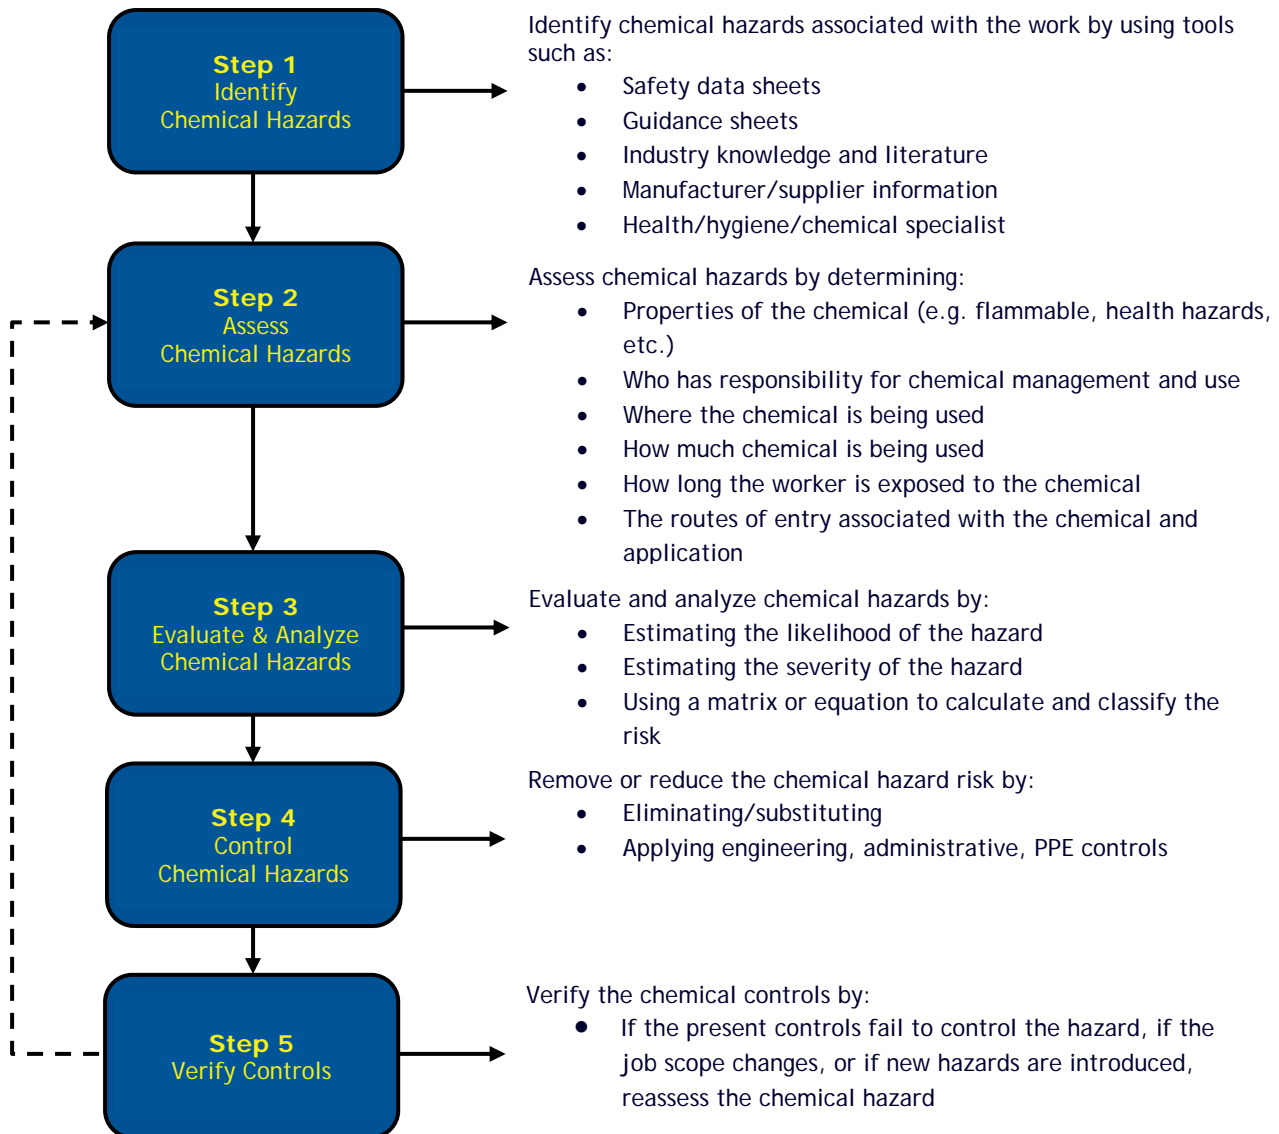 Step 1
Identify
Chemical Hazards
Identify chemical hazards associated with the work by using tools
such as:
• Safety data sheets
• Guidance sheets
• Industry knowledge and literature
• Manufacturer/supplier information
• Health/hygiene/chemical specialist
Step 2
Assess
Chemical Hazards
Assess chemical hazards by determining:
• Properties of the chemical (e.g. flammable, health hazards,
etc.)
• Who has responsibility for chemical management and use
• Where the chemical is being used
• How much chemical is being used
• How long the worker is exposed to the chemical
• The routes of entry associated with the chemical and
application
Step 3
Evaluate & Analyze
Chemical Hazards
Evaluate and analyze chemical hazards by:
• Estimating the likelihood of the hazard
• Estimating the severity of the hazard
• Using a matrix or equation to calculate and classify the
risk
Step 4
Control
Chemical Hazards
Remove or reduce the chemical hazard risk by:
• Eliminating/substituting
• Applying engineering, administrative, PPE controls
Step 5
Verify Controls
Verify the chemical controls by:
• If the present controls fail to control the hazard, if the
job scope changes, or if new hazards are introduced,
reassess the chemical hazard